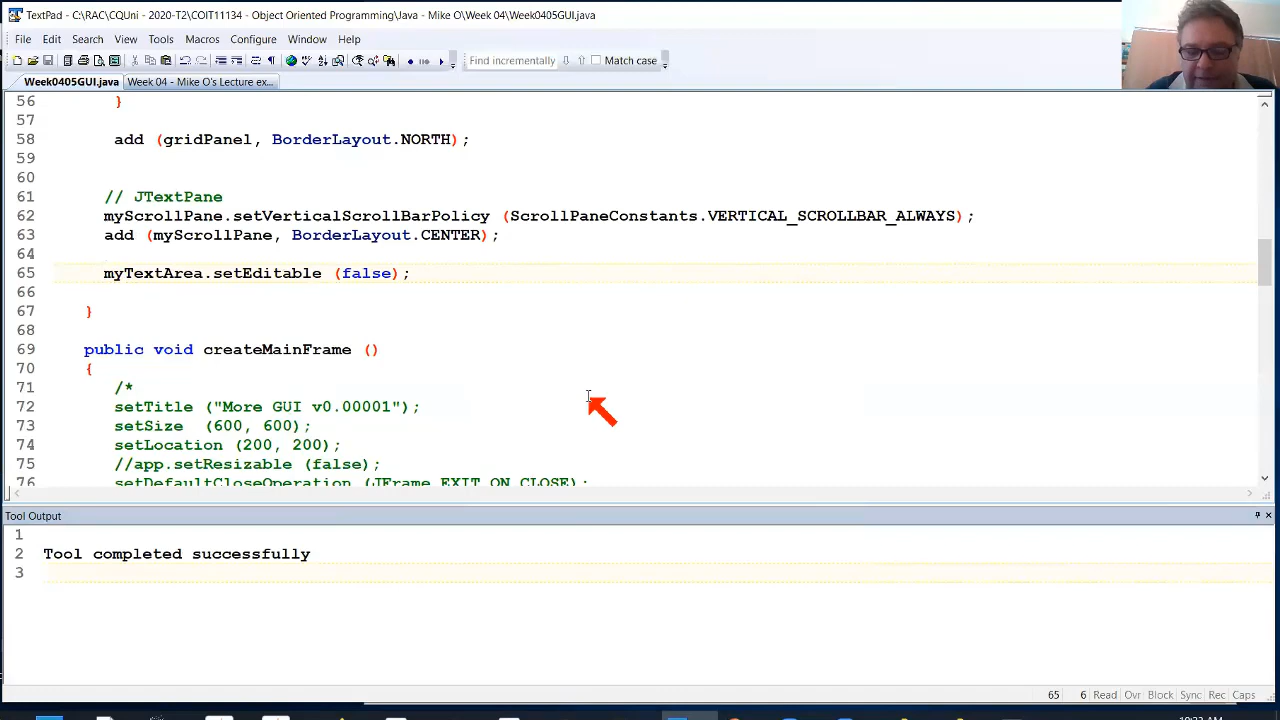 TextPad - C:\RAC\CQUni - 2020-T2\COIT11134 - Object Oriented Programming\Java - Mike O\Week 04\Week0405GUI.java
File Edit Search View Tools Macros Configure Window Help
Find incrementally Match case
Week0405GUI.java Week 04 - Mike O's Lecture ex...
56 }
57
58 add (gridPanel, BorderLayout.NORTH);
59
60
61 // JTextPane
62 myScrollPane.setVerticalScrollBarPolicy (ScrollPaneConstants.VERTICAL_SCROLLBAR_ALWAYS);
63 add (myScrollPane, BorderLayout.CENTER);
64
65 myTextArea.setEditable (false);
66
67 }
68
69 public void createMainFrame ()
70 {
71 /*
72 setTitle ("More GUI v0.00001");
73 setSize (600, 600);
74 setLocation (200, 200);
75 //app.setResizable (false);
76 setDefaultCloseOperation (JFrame.EXIT_ON_CLOSE);
Tool Output
1
2 Tool completed successfully
3
65 6 Read Ovr Block Sync Rec Caps